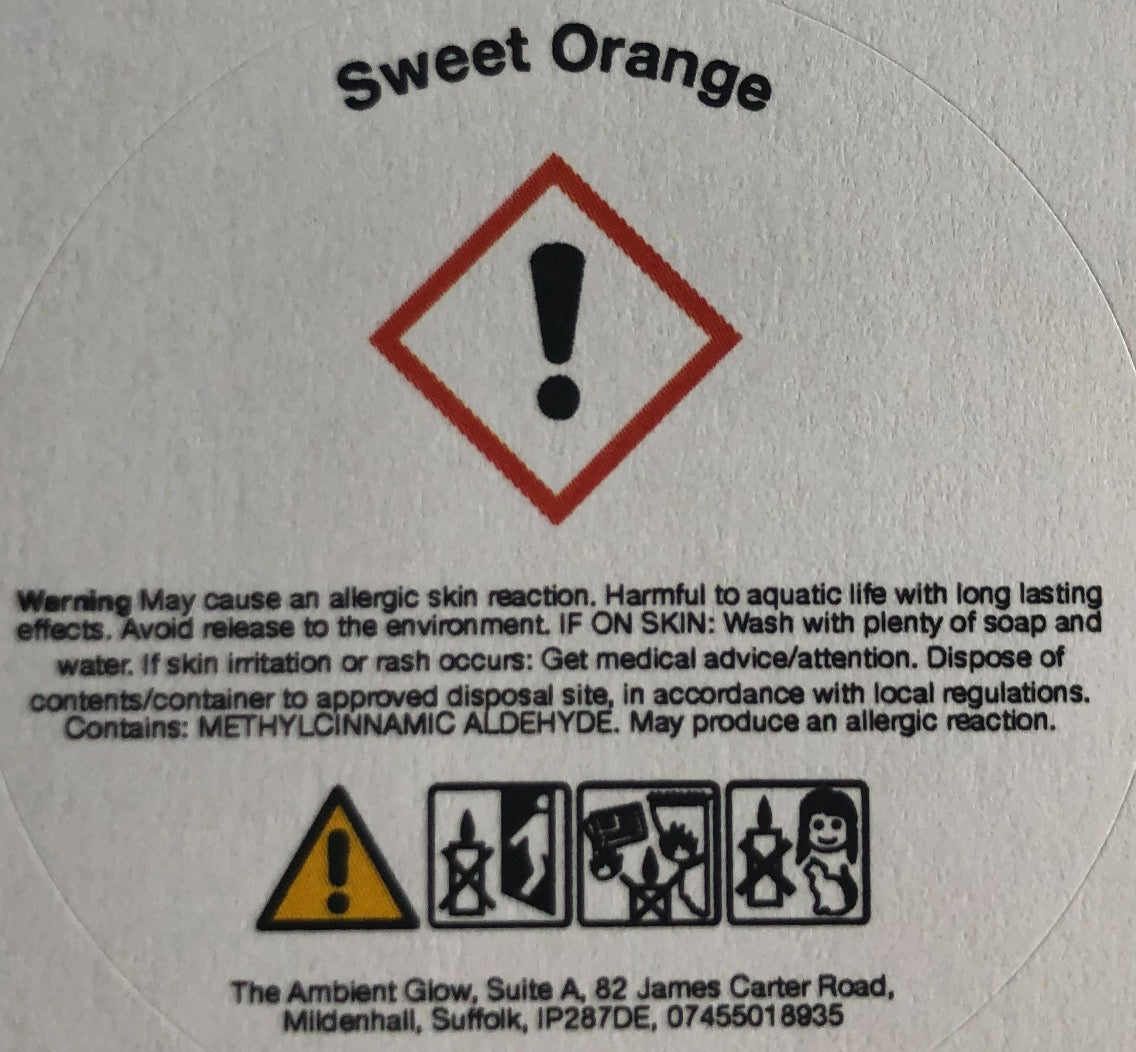 Sweet Orange
Warning May cause an allergic skin reaction. Harmful to aquatic life with long lasting
effects. Avoid release to the environment. IF ON SKIN: Wash with plenty of soap and
water. If skin irritation or rash occurs: Get medical advice/attention. Dispose of
contents/container to approved disposal site, in accordance with local regulations.
Contains: METHYLCINNAMIC ALDEHYDE. May produce an allergic reaction.
The Ambient Glow, Suite A, 82 James Carter Road,
Mildenhall, Suffolk, IP287DE, 07455018935